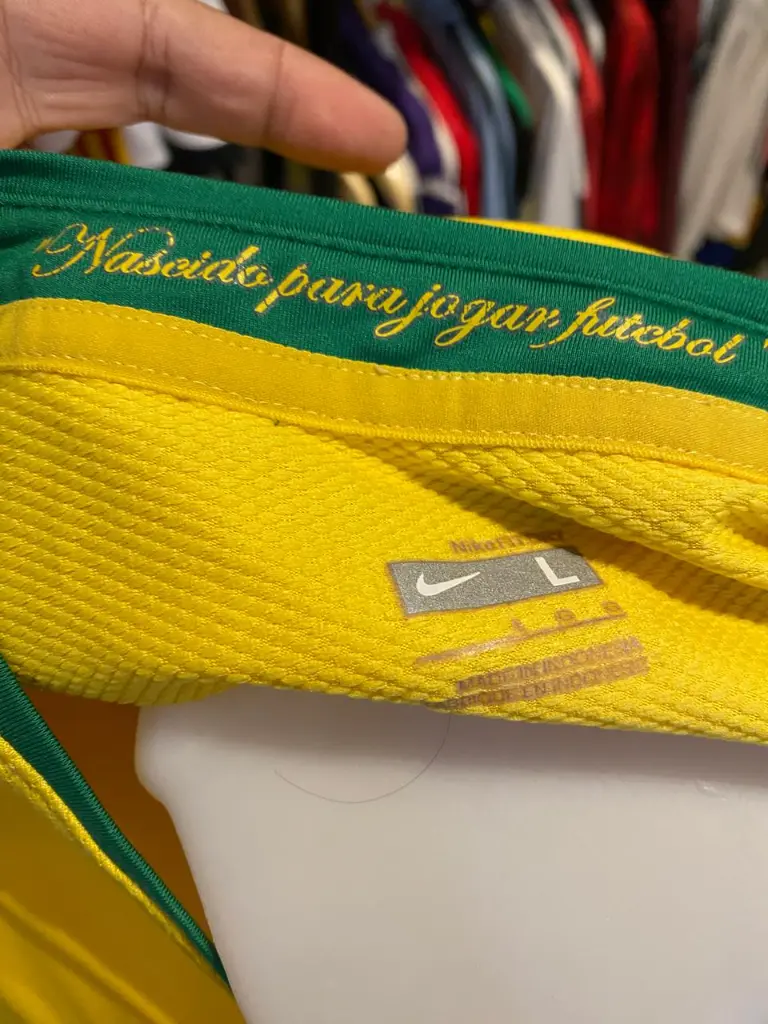 "Nascido para jogar futebol"
L
MADE IN INDONESIA